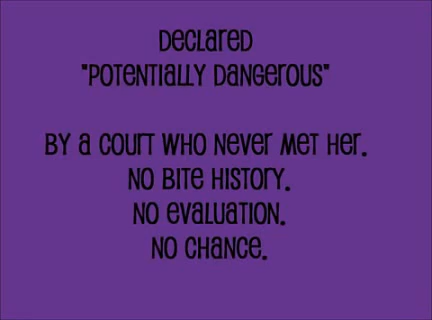 Declared
"Potentially Dangerous"
By a court who never met her.
No bite history.
No evaluation.
No chance.